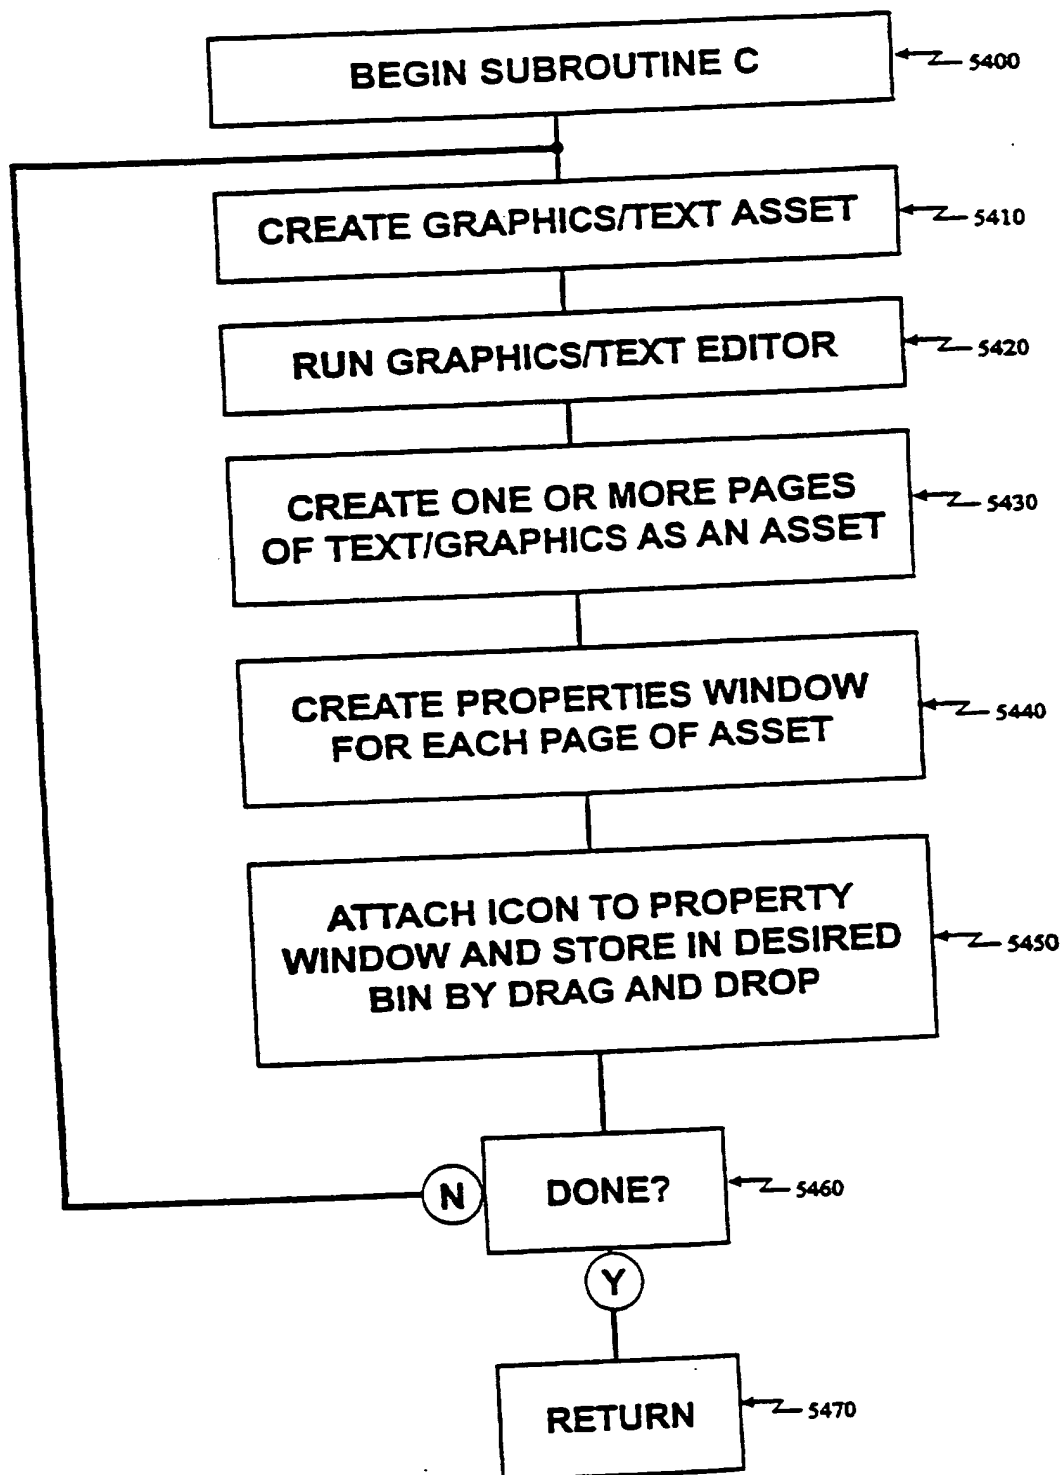 BEGIN SUBROUTINE C
5400
CREATE GRAPHICS/TEXT ASSET
5410
RUN GRAPHICS/TEXT EDITOR
5420
CREATE ONE OR MORE PAGES
OF TEXT/GRAPHICS AS AN ASSET
5430
CREATE PROPERTIES WINDOW
FOR EACH PAGE OF ASSET
5440
ATTACH ICON TO PROPERTY
WINDOW AND STORE IN DESIRED
BIN BY DRAG AND DROP
5450
N
DONE?
5460
Y
RETURN
5470